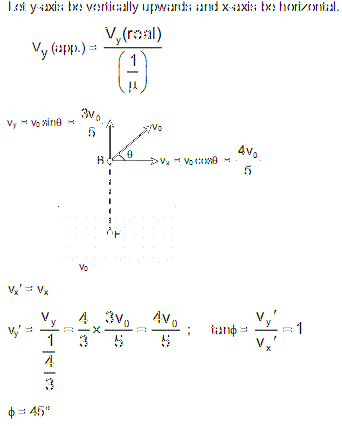 Let y-axis be vertically upwards and x-axis be horizontal.
Vy (app.) = Vy(real) / (1/μ)
vy = v0 sinθ = 3v0/5
v0
B θ vx = v0 cosθ = 4v0/5
F
v0
vx′ = vx
vy′ = vy / (1 / (4/3)) = 4/3 × 3v0/5 = 4v0/5 ; tanϕ = vy′/vx′ = 1
ϕ = 45°